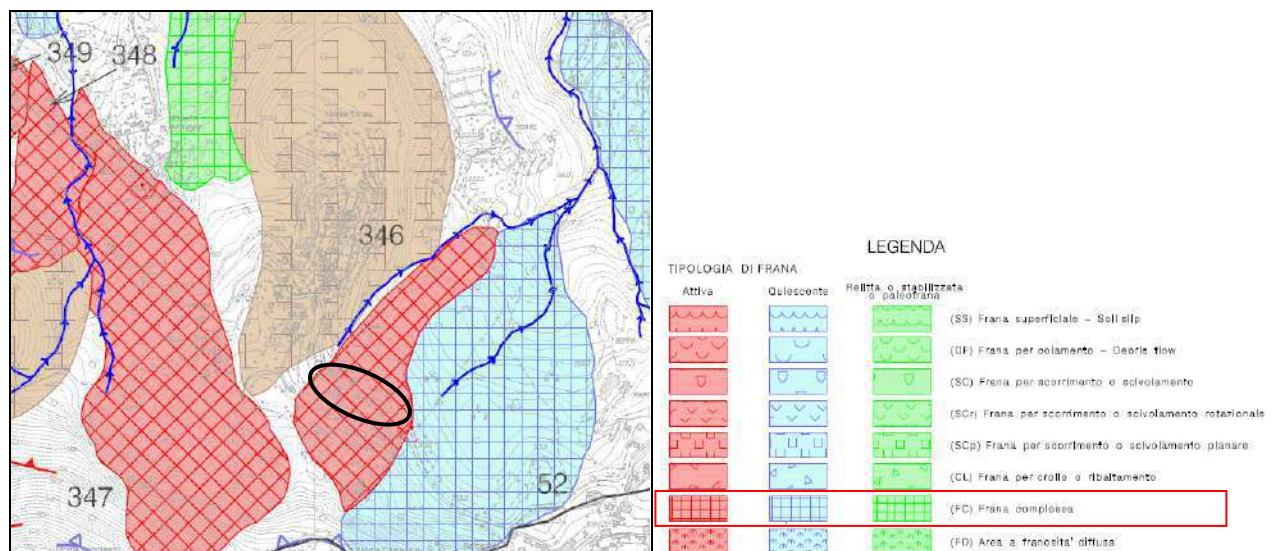 349 348
346
347
52
LEGENDA
TIPOLOGIA DI FRANA
Attiva Quiescente Relitta o stabilizzata
o paleofrana
(SS) Frana superficiale - Soil slip
(DF) Frana per colamento - Debris flow
(SC) Frana per scorrimento o scivolamento
(SCr) Frana per scorrimento o scivolamento rotazionale
(SCp) Frana per scorrimento o scivolamento planare
(CL) Frana per crollo o ribaltamento
(FC) Frana complessa
(FD) Area a franosita' diffusa